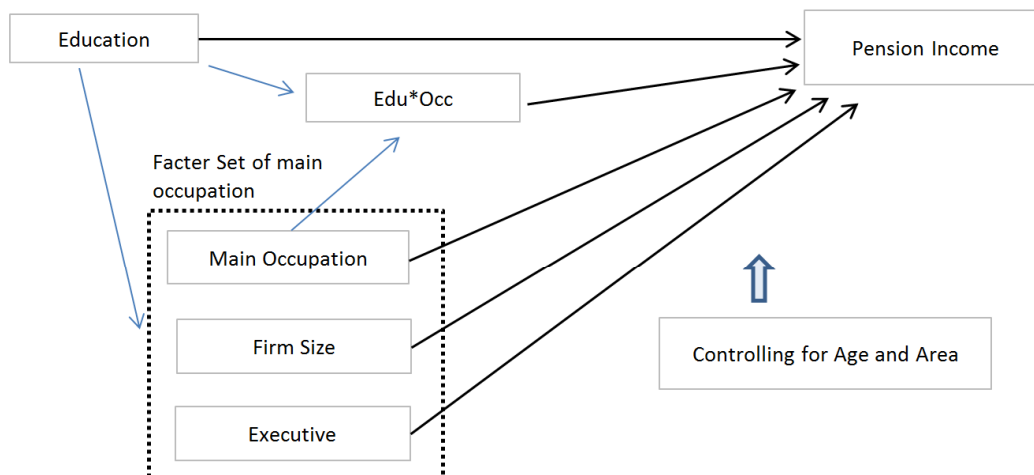 Education
Pension Income
Edu*Occ
Facter Set of main
occupation
Main Occupation
Firm Size
Controlling for Age and Area
Executive